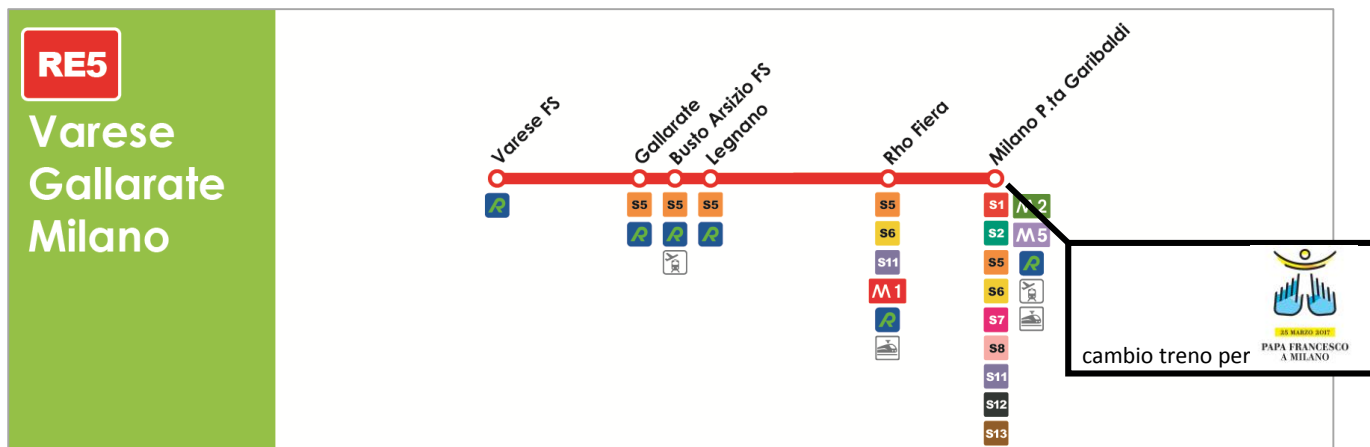 RE5
Varese
Gallarate
Milano
Varese FS
Gallarate
Busto Arsizio FS
Legnano
Rho Fiera
Milano P.ta Garibaldi
R
S5
R
S5
R
S5
R
S5
S6
S11
M1
R
S1 M2
S2 M5
S5 R
S6
S7
S8
S11
S12
S13
cambio treno per
25 MARZO 2017
PAPA FRANCESCO
A MILANO